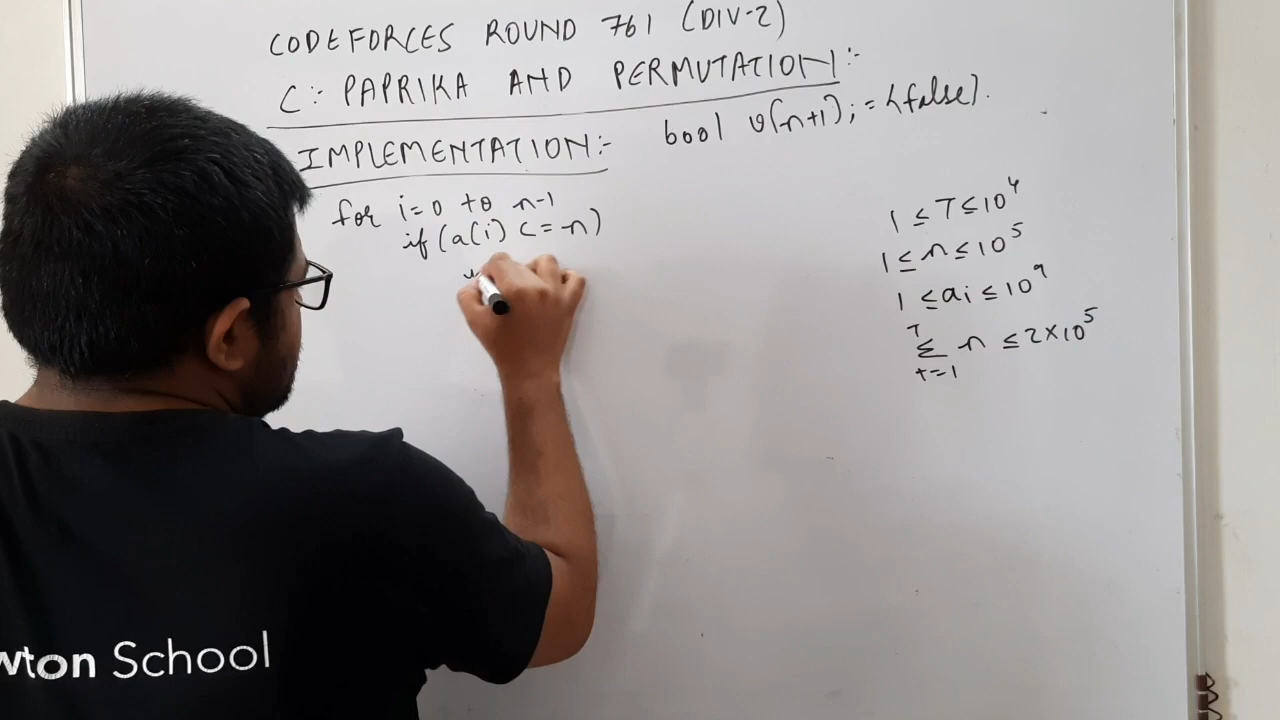 CODEFORCES ROUND 761 (DIV-2)
C:- PAPRIKA AND PERMUTATION:-
IMPLEMENTATION:-
bool v[n+1]; = {false}.
for i=0 to n-1
if (a[i] <= n)
v
1 ≤ T ≤ 10^4
1 ≤ n ≤ 10^5
1 ≤ ai ≤ 10^9
T
Σ n ≤ 2×10^5
t=1
wton School